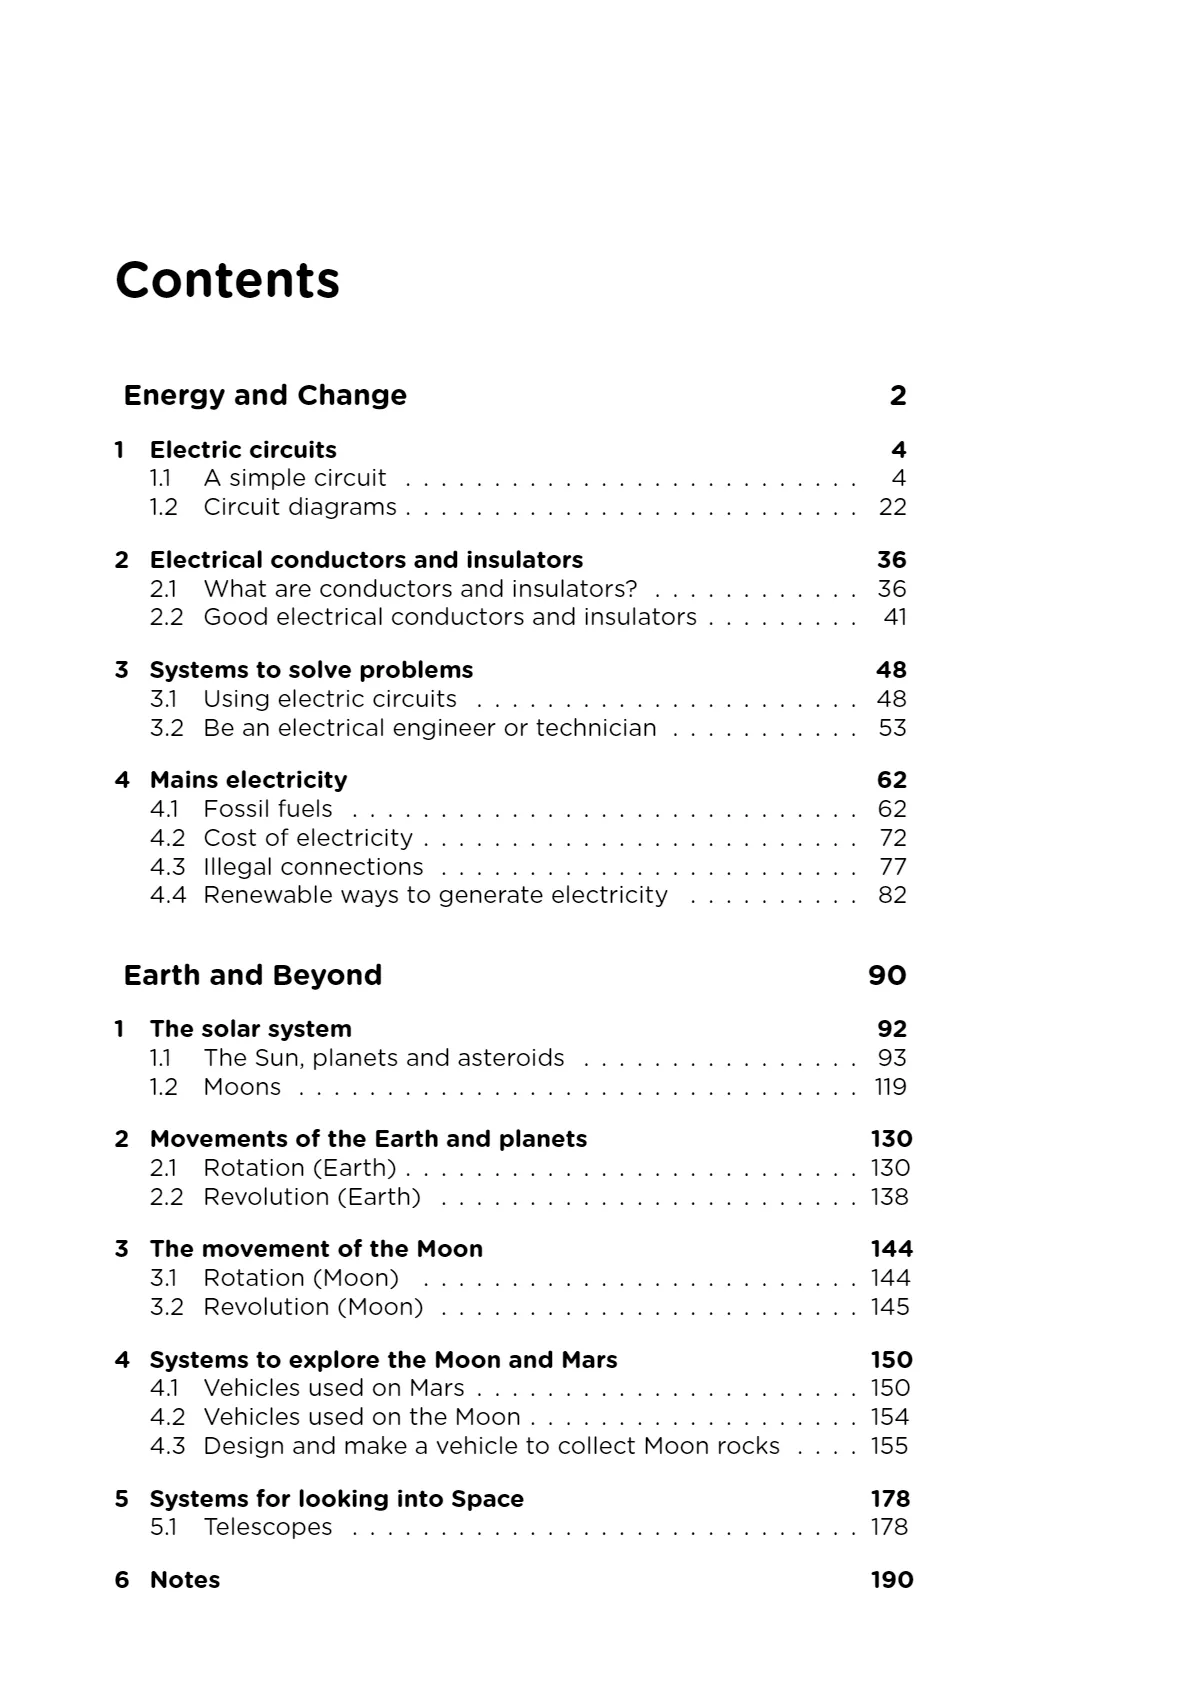 Contents
Energy and Change 2
1 Electric circuits 4
1.1 A simple circuit . . . . . . . . . . . . . . . . . . . . . . . . . . 4
1.2 Circuit diagrams . . . . . . . . . . . . . . . . . . . . . . . . . . 22
2 Electrical conductors and insulators 36
2.1 What are conductors and insulators? . . . . . . . . . . . . 36
2.2 Good electrical conductors and insulators . . . . . . . . . 41
3 Systems to solve problems 48
3.1 Using electric circuits . . . . . . . . . . . . . . . . . . . . . . 48
3.2 Be an electrical engineer or technician . . . . . . . . . . . 53
4 Mains electricity 62
4.1 Fossil fuels . . . . . . . . . . . . . . . . . . . . . . . . . . . . . 62
4.2 Cost of electricity . . . . . . . . . . . . . . . . . . . . . . . . . 72
4.3 Illegal connections . . . . . . . . . . . . . . . . . . . . . . . . 77
4.4 Renewable ways to generate electricity . . . . . . . . . . 82
Earth and Beyond 90
1 The solar system 92
1.1 The Sun, planets and asteroids . . . . . . . . . . . . . . . . 93
1.2 Moons . . . . . . . . . . . . . . . . . . . . . . . . . . . . . . . . 119
2 Movements of the Earth and planets 130
2.1 Rotation (Earth) . . . . . . . . . . . . . . . . . . . . . . . . . . 130
2.2 Revolution (Earth) . . . . . . . . . . . . . . . . . . . . . . . . 138
3 The movement of the Moon 144
3.1 Rotation (Moon) . . . . . . . . . . . . . . . . . . . . . . . . . 144
3.2 Revolution (Moon) . . . . . . . . . . . . . . . . . . . . . . . . 145
4 Systems to explore the Moon and Mars 150
4.1 Vehicles used on Mars . . . . . . . . . . . . . . . . . . . . . . 150
4.2 Vehicles used on the Moon . . . . . . . . . . . . . . . . . . . 154
4.3 Design and make a vehicle to collect Moon rocks . . . . 155
5 Systems for looking into Space 178
5.1 Telescopes . . . . . . . . . . . . . . . . . . . . . . . . . . . . . 178
6 Notes 190